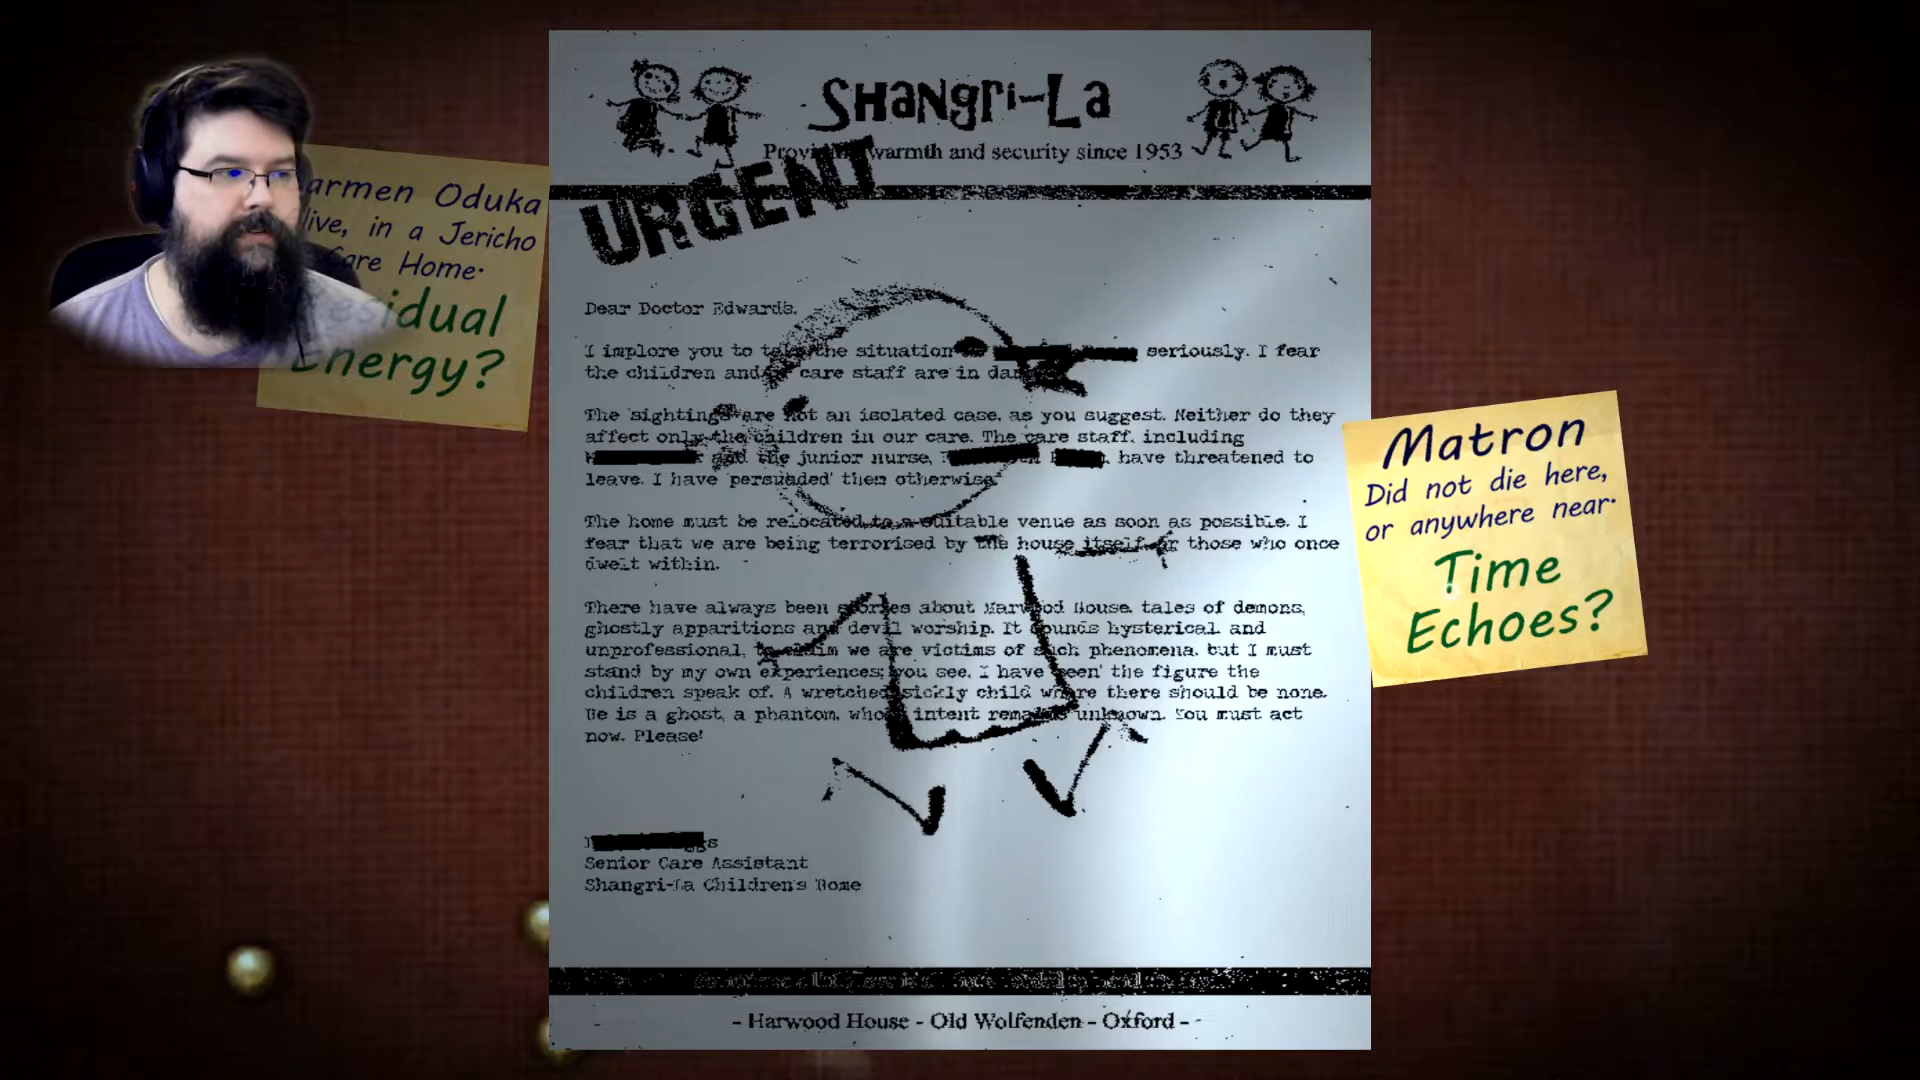 Shangri-La
warmth and security since 1953
URGENT
Dear Doctor Edwards,
I implore you to take the situation seriously. I fear
the children and/or care staff are in
The 'sightings' are not an isolated case, as you suggest. Neither do they
affect only the children in our care. The care staff, including
and the junior nurse, have threatened to
leave. I have 'persuaded' them otherwise.
The home must be relocated to a suitable venue as soon as possible. I
fear that we are being terrorised by the house itself or those who once
dwelt within.
There have always been stories about Harwood House, tales of demons,
ghostly apparitions and devil worship. It sounds hysterical and
unprofessional, to claim we are victims of such phenomena, but I must
stand by my own experiences; you see, I have 'seen' the figure the
children speak of. A wretched, sickly child where there should be none.
He is a ghost, a phantom, whose intent remains unknown. You must act
now. Please!
Senior Care Assistant
Shangri-La Children's Home
- Harwood House - Old Wolfenden - Oxford -
armen Oduka
live, in a Jericho
Care Home.
sidual
Energy?
Matron
Did not die here,
or anywhere near.
Time
Echoes?